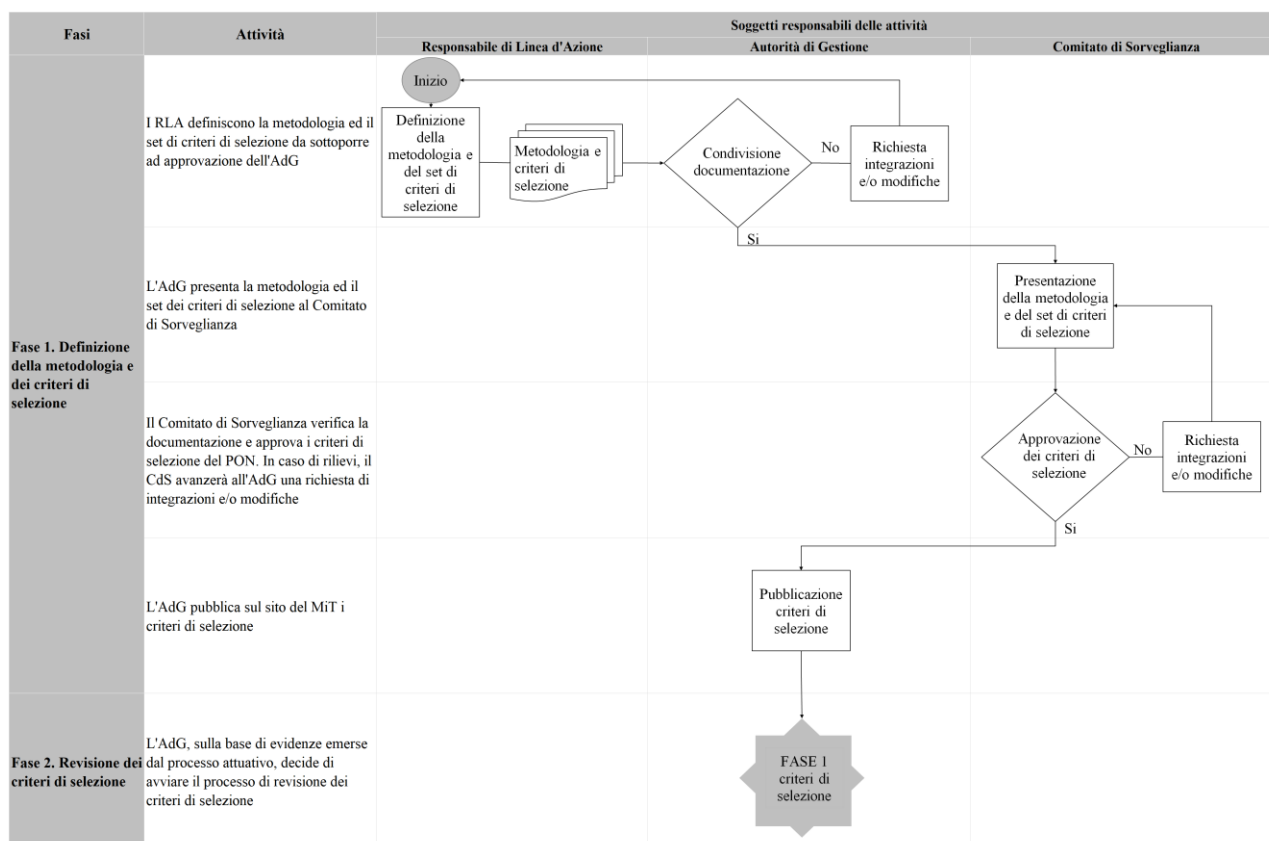 Fasi
Attività
Soggetti responsabili delle attività
Responsabile di Linea d'Azione
Autorità di Gestione
Comitato di Sorveglianza
Fase 1. Definizione
della metodologia e
dei criteri di
selezione
I RLA definiscono la metodologia ed il
set di criteri di selezione da sottoporre
ad approvazione dell'AdG
Inizio
Definizione
della
metodologia e
del set di
criteri di
selezione
Metodologia e
criteri di
selezione
Condivisione
documentazione
No
Richiesta
integrazioni
e/o modifiche
Si
L'AdG presenta la metodologia ed il
set dei criteri di selezione al Comitato
di Sorveglianza
Presentazione
della metodologia
e del set di criteri
di selezione
Il Comitato di Sorveglianza verifica la
documentazione e approva i criteri di
selezione del PON. In caso di rilievi, il
CdS avanzerà all'AdG una richiesta di
integrazioni e/o modifiche
Approvazione
dei criteri di
selezione
No
Richiesta
integrazioni
e/o modifiche
Si
L'AdG pubblica sul sito del MiT i
criteri di selezione
Pubblicazione
criteri di
selezione
Fase 2. Revisione dei
criteri di selezione
L'AdG, sulla base di evidenze emerse
dal processo attuativo, decide di
avviare il processo di revisione dei
criteri di selezione
FASE 1
criteri di
selezione